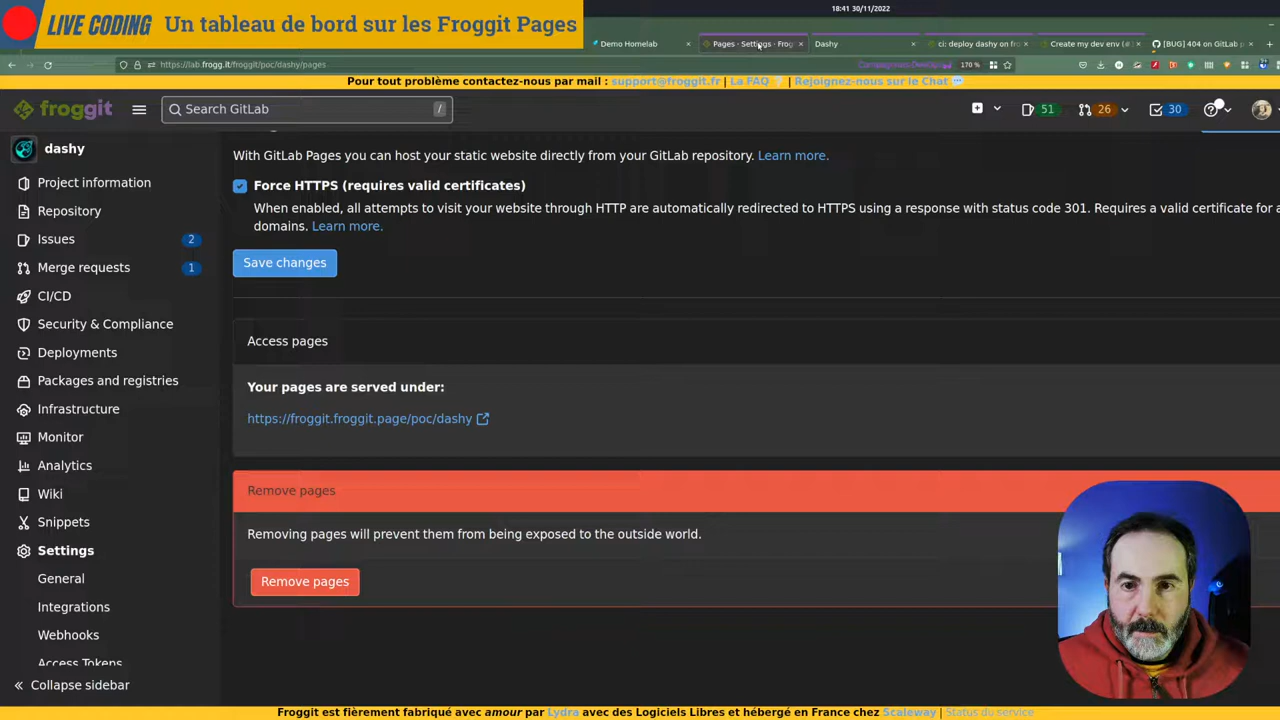 18:41 30/11/2022
LIVE CODING Un tableau de bord sur les Froggit Pages
Demo Homelab
Pages · Settings · Frog
Dashy
ci: deploy dashy on fro
Create my dev env (#
[BUG] 404 on GitLab p
https://lab.frogg.it/froggit/poc/dashy/pages
170 %
Pour tout problème contactez-nous par mail : support@froggit.fr | La FAQ | Rejoignez-nous sur le Chat
froggit
Search GitLab
/
51
26
30
dashy
Project information
Repository
Issues 2
Merge requests 1
CI/CD
Security & Compliance
Deployments
Packages and registries
Infrastructure
Monitor
Analytics
Wiki
Snippets
Settings
General
Integrations
Webhooks
Access Tokens
Collapse sidebar
With GitLab Pages you can host your static website directly from your GitLab repository. Learn more.
Force HTTPS (requires valid certificates)
When enabled, all attempts to visit your website through HTTP are automatically redirected to HTTPS using a response with status code 301. Requires a valid certificate for a
domains. Learn more.
Save changes
Access pages
Your pages are served under:
https://froggit.froggit.page/poc/dashy
Remove pages
Removing pages will prevent them from being exposed to the outside world.
Remove pages
Froggit est fièrement fabriqué avec amour par Lydra avec des Logiciels Libres et hébergé en France chez Scaleway | Status du service